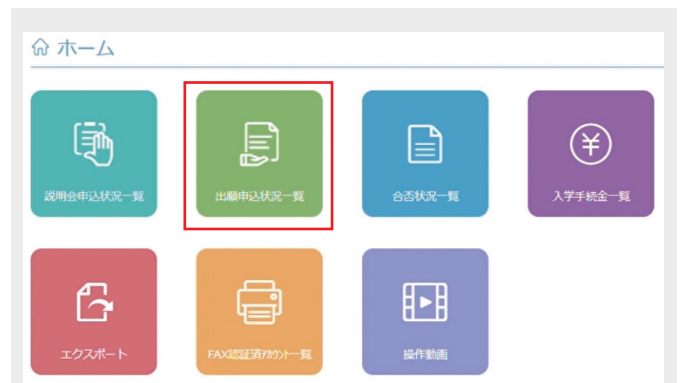 ホーム
説明会申込状況一覧
出願申込状況一覧
合否状況一覧
入学手続金一覧
エクスポート
FAX認証済ｱｶｳﾝﾄ一覧
操作動画